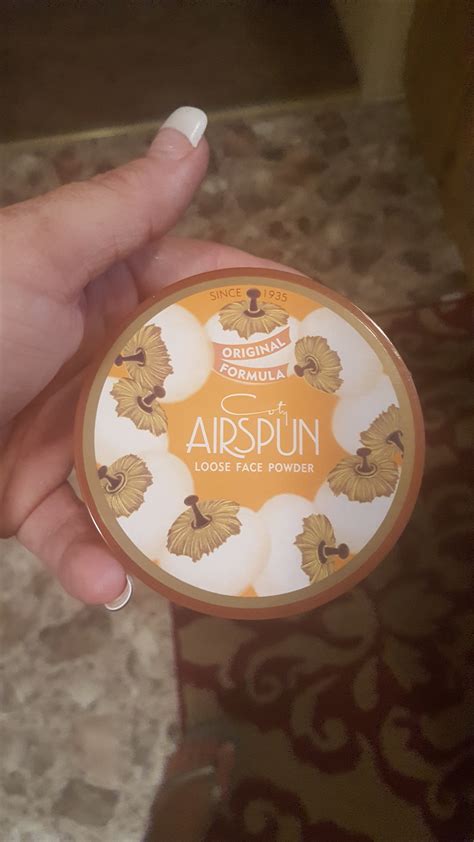 SINCE 1935
ORIGINAL
FORMULA
Coty
AIRSPUN
LOOSE FACE POWDER